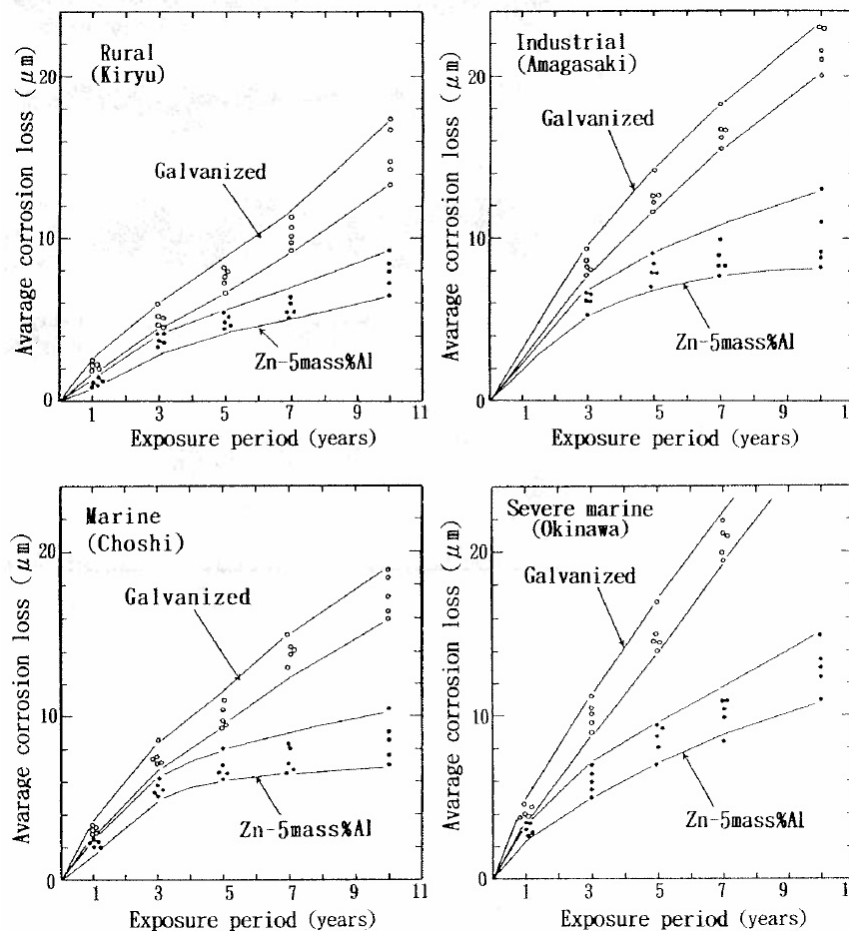 Rural
(Kiryu)
Galvanized
Zn-5mass%Al
Avarage corrosion loss (μm)
20
10
0
1 3 5 7 9 11
Exposure period (years)
Industrial
(Amagasaki)
Galvanized
Zn-5mass%Al
Avarage corrosion loss (μm)
20
10
0
1 3 5 7 9 11
Exposure period (years)
Marine
(Choshi)
Galvanized
Zn-5mass%Al
Avarage corrosion loss (μm)
20
10
0
1 3 5 7 9 11
Exposure period (years)
Severe marine
(Okinawa)
Galvanized
Zn-5mass%Al
Avarage corrosion loss (μm)
20
10
0
1 3 5 7 9 1
Exposure period (years)